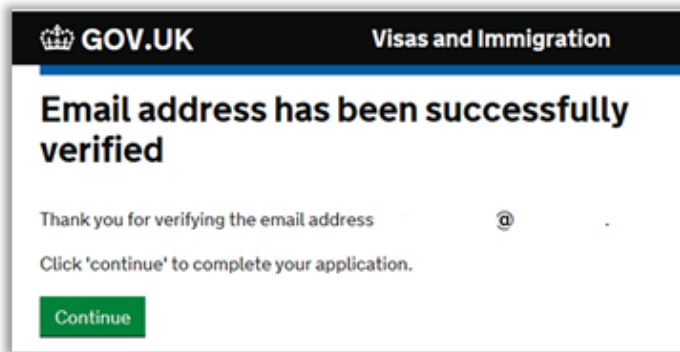 GOV.UK Visas and Immigration
Email address has been successfully
verified
Thank you for verifying the email address @ .
Click 'continue' to complete your application.
Continue